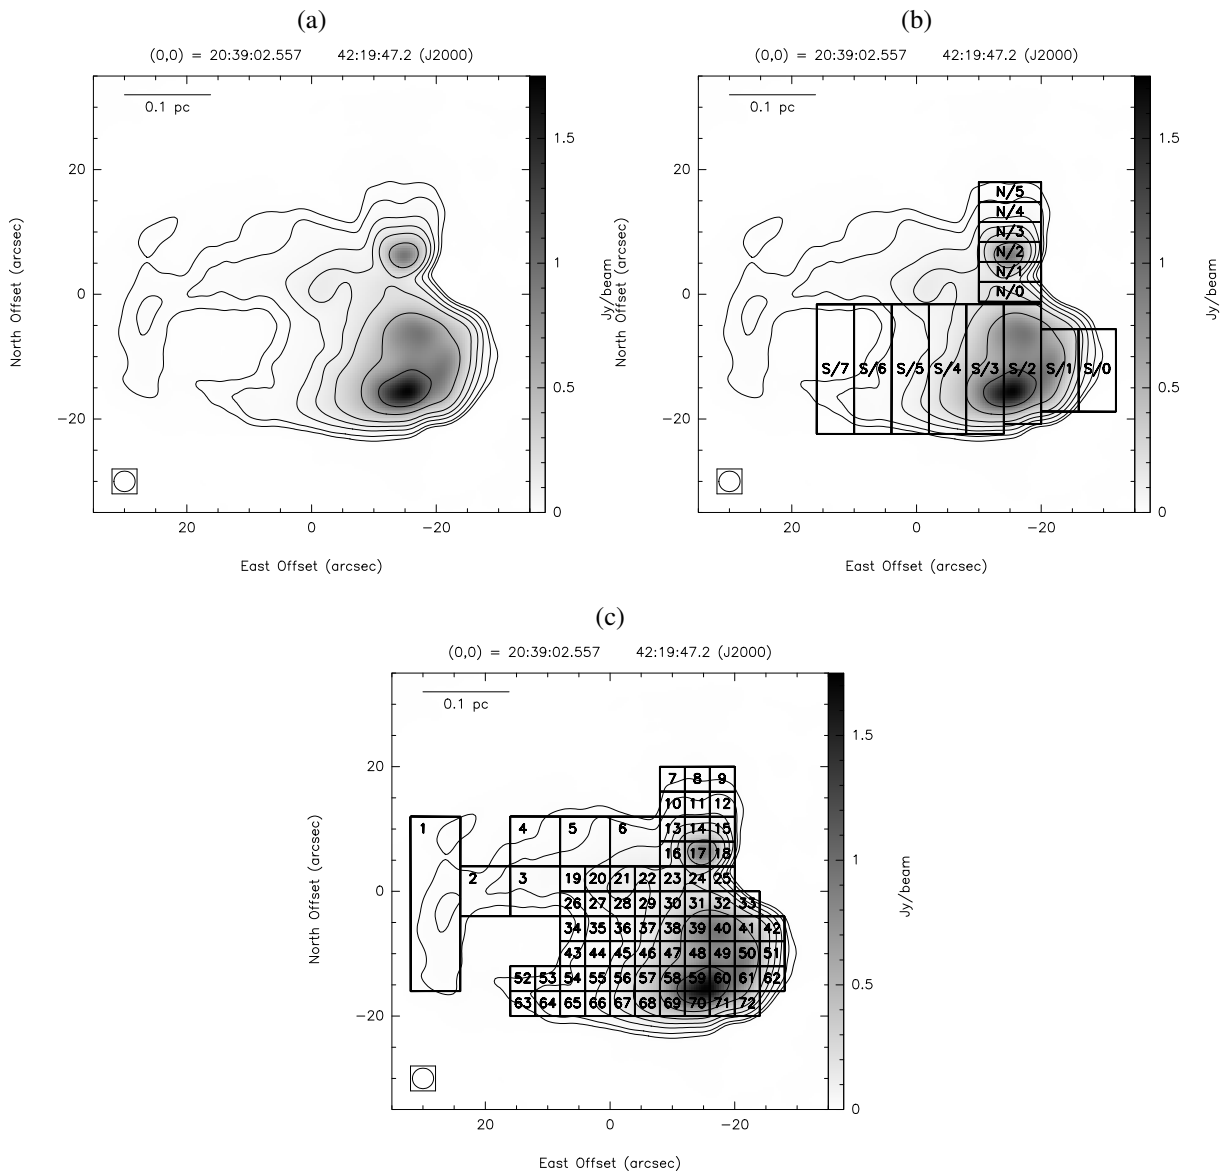 (a)
(0,0) = 20:39:02.557 42:19:47.2 (J2000)
0.1 pc
North Offset (arcsec)
20
0
−20
20 0 −20
East Offset (arcsec)
1.5
1
0.5
0
Jy/beam
(b)
(0,0) = 20:39:02.557 42:19:47.2 (J2000)
0.1 pc
North Offset (arcsec)
20
0
−20
N/5
N/4
N/3
N/2
N/1
N/0
S/7 S/6 S/5 S/4 S/3 S/2 S/1 S/0
20 0 −20
East Offset (arcsec)
1.5
1
0.5
0
Jy/beam
(c)
(0,0) = 20:39:02.557 42:19:47.2 (J2000)
0.1 pc
North Offset (arcsec)
20
0
−20
7 8 9
10 11 12
1 4 5 6 13 14 15
16 17 18
2 3 19 20 21 22 23 24 25
26 27 28 29 30 31 32 33
34 35 36 37 38 39 40 41 42
43 44 45 46 47 48 49 50 51
52 53 54 55 56 57 58 59 60 61 62
63 64 65 66 67 68 69 70 71 72
20 0 −20
East Offset (arcsec)
1.5
1
0.5
0
Jy/beam